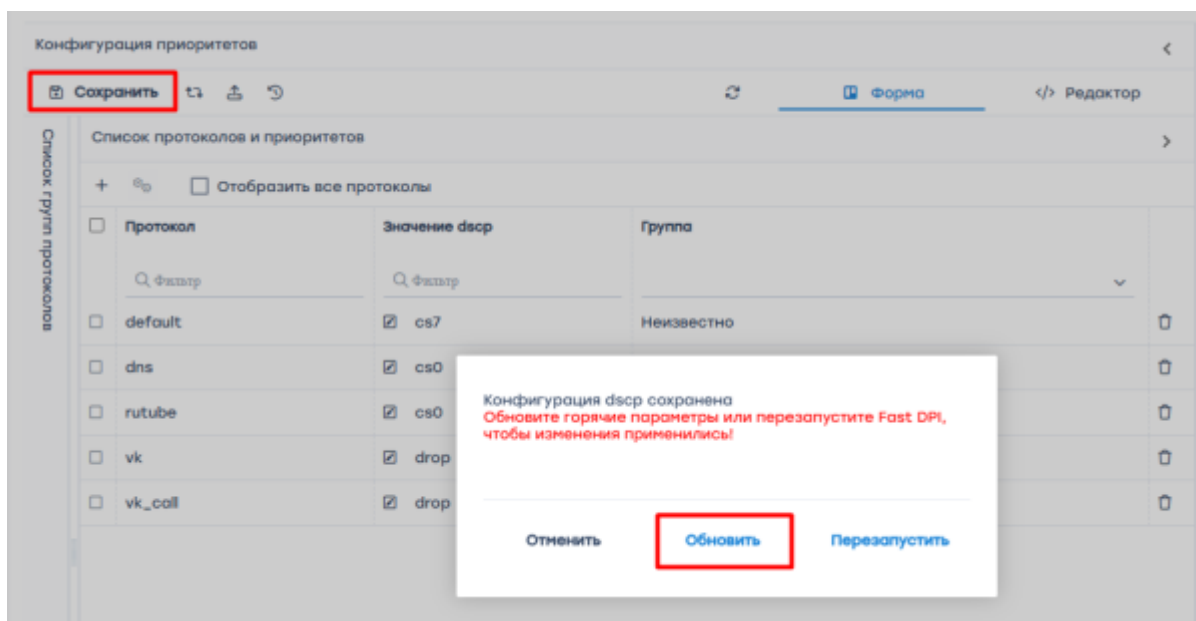 Конфигурация приоритетов
Сохранить
Форма
</> Редактор
Список групп протоколов
Список протоколов и приоритетов
Отобразить все протоколы
Протокол Значение dscp Группа
Фильтр Фильтр
default cs7 Неизвестно
dns cs0
rutube cs0
vk drop
vk_call drop
Конфигурация dscp сохранена
Обновите горячие параметры или перезапустите Fast DPI,
чтобы изменения применились!
Отменить Обновить Перезапустить